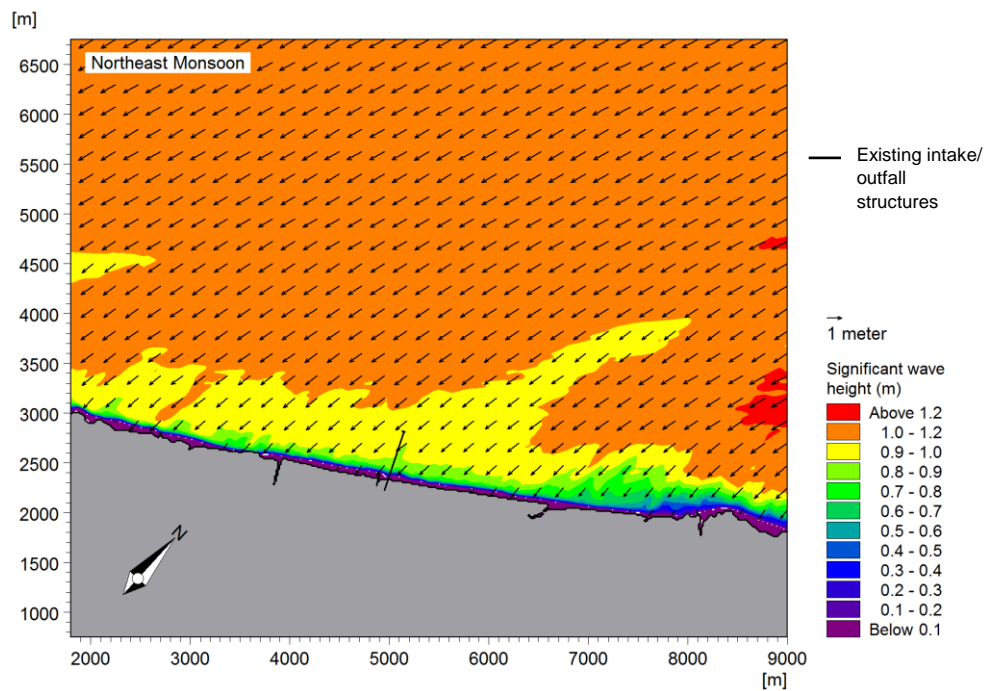 [m]
Northeast Monsoon
6500
6000
5500
5000
4500
4000
3500
3000
2500
2000
1500
1000
N
2000 3000 4000 5000 6000 7000 8000 9000
[m]
Existing intake/
outfall
structures
1 meter
Significant wave
height (m)
Above 1.2
1.0 - 1.2
0.9 - 1.0
0.8 - 0.9
0.7 - 0.8
0.6 - 0.7
0.5 - 0.6
0.4 - 0.5
0.3 - 0.4
0.2 - 0.3
0.1 - 0.2
Below 0.1